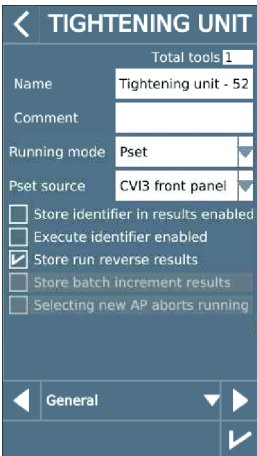 TIGHTENING UNIT
Total tools 1
Name Tightening unit - 52
Comment
Running mode Pset
Pset source CVI3 front panel
Store identifier in results enabled
Execute identifier enabled
Store run reverse results
Store batch increment results
Selecting new AP aborts running
General